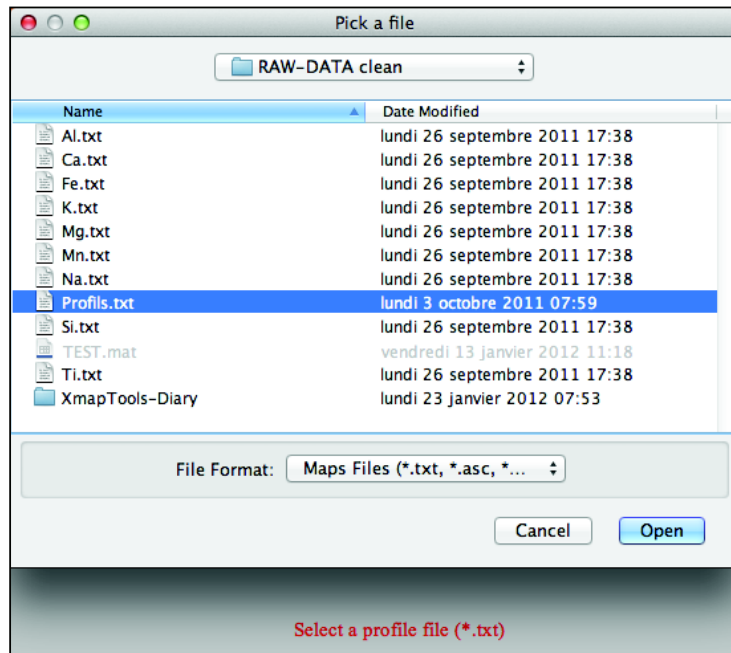 Pick a file
RAW-DATA clean
Name Date Modified
Al.txt lundi 26 septembre 2011 17:38
Ca.txt lundi 26 septembre 2011 17:38
Fe.txt lundi 26 septembre 2011 17:38
K.txt lundi 26 septembre 2011 17:38
Mg.txt lundi 26 septembre 2011 17:38
Mn.txt lundi 26 septembre 2011 17:38
Na.txt lundi 26 septembre 2011 17:38
Profils.txt lundi 3 octobre 2011 07:59
Si.txt lundi 26 septembre 2011 17:38
TEST.mat vendredi 13 janvier 2012 11:18
Ti.txt lundi 26 septembre 2011 17:38
XmapTools-Diary lundi 23 janvier 2012 07:53
File Format: Maps Files (*.txt, *.asc, *...
Cancel Open
Select a profile file (*.txt)